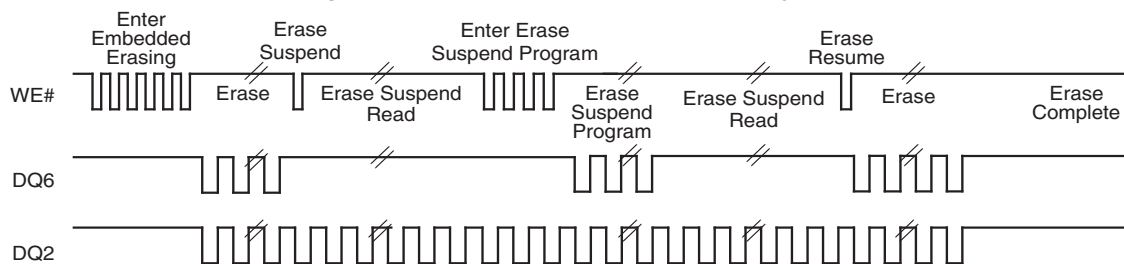 Enter
Embedded
Erasing
Erase
Suspend
Enter Erase
Suspend Program
Erase
Resume
WE#
Erase
Erase Suspend
Read
Erase
Suspend
Program
Erase Suspend
Read
Erase
Erase
Complete
DQ6
DQ2